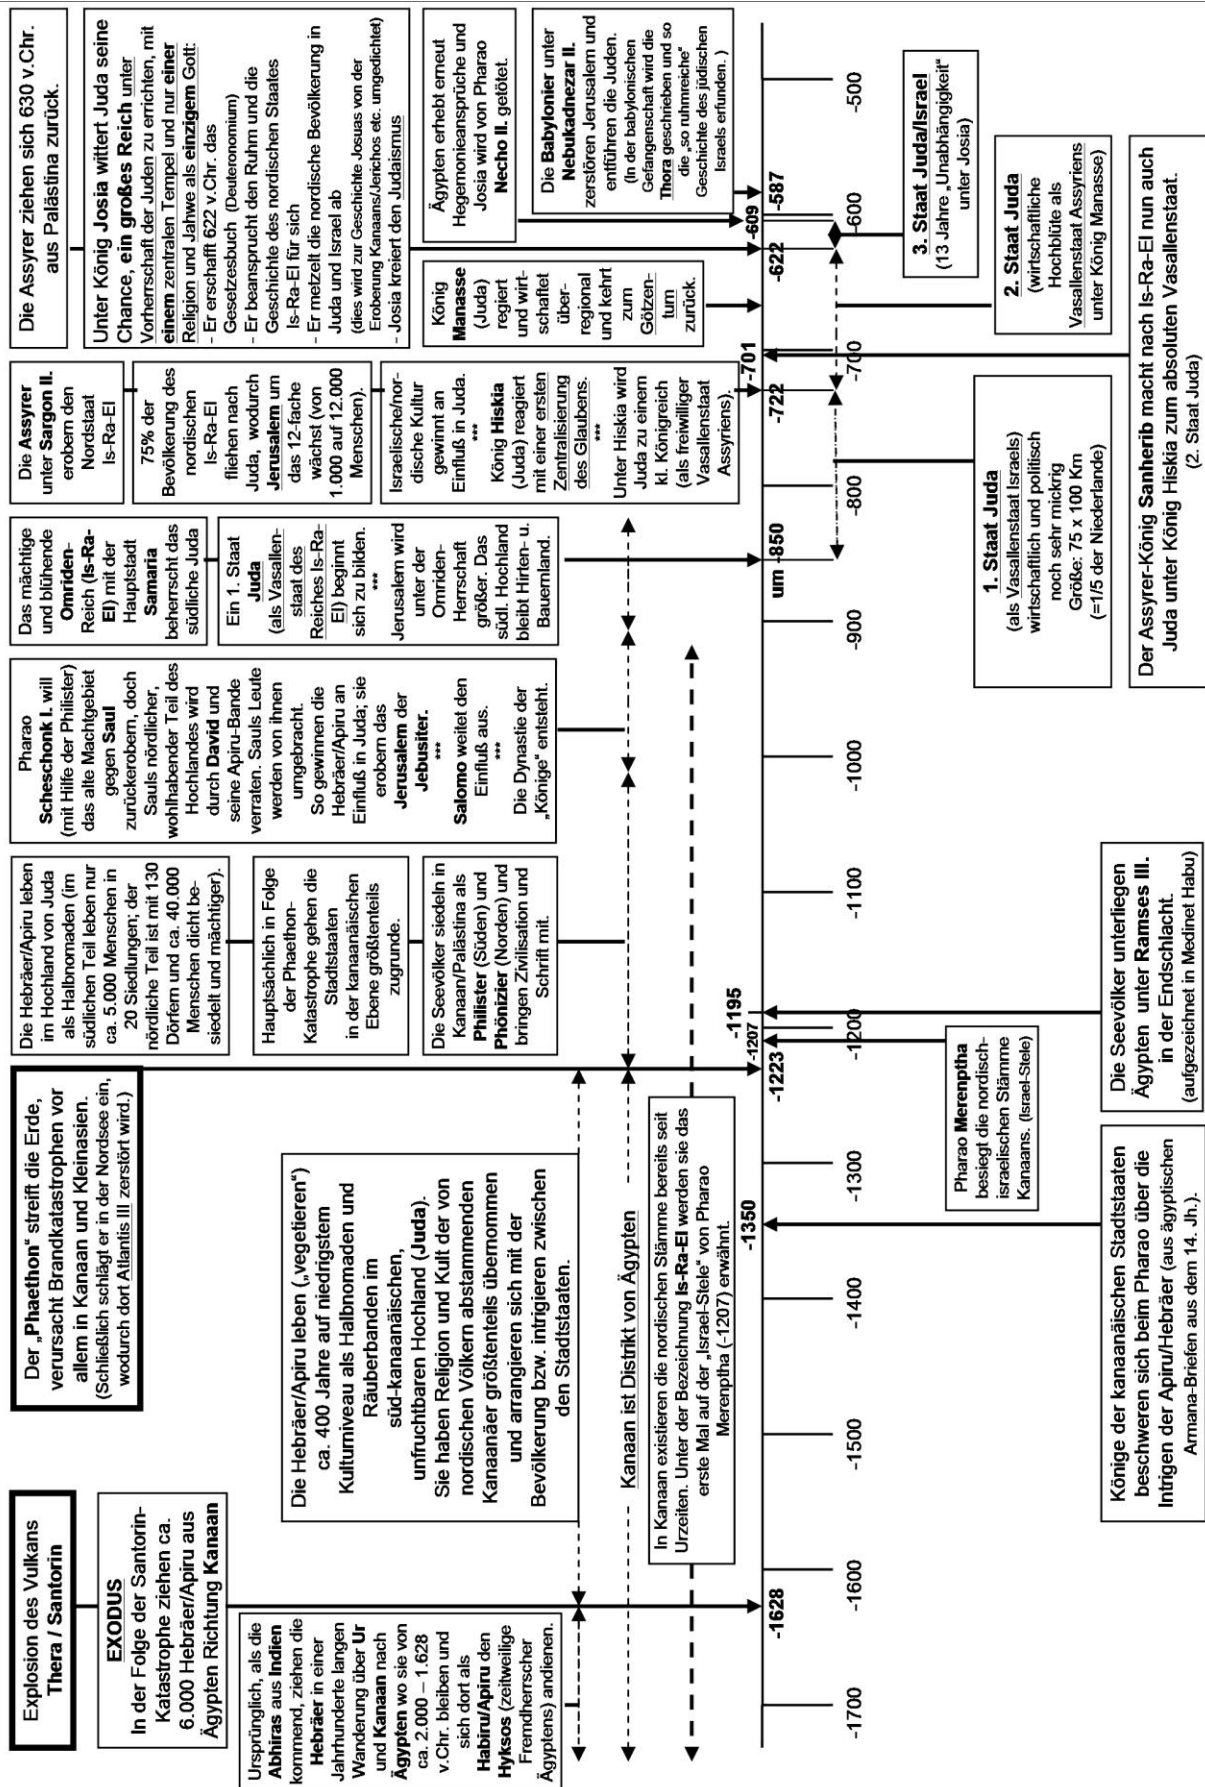 Explosion des Vulkans
Thera / Santorin
EXODUS
In der Folge der Santorin-
Katastrophe ziehen ca.
6.000 Hebräer/Apiru aus
Ägypten Richtung Kanaan
Ursprünglich, als die
Abhiras aus Indien
kommend, ziehen die
Hebräer in einer
Jahrhunderte langen
Wanderung über Ur
und Kanaan nach
Ägypten wo sie von
ca. 2.000 – 1.628
v.Chr. bleiben und
sich dort als
Habiru/Apiru den
Hyksos (zeitweilige
Fremdherrscher
Ägyptens) andienen.
Der „Phaethon“ streift die Erde,
verursacht Brandkatastrophen vor
allem in Kanaan und Kleinasien.
(Schließlich schlägt er in der Nordsee ein,
wodurch dort Atlantis III zerstört wird.)
Die Hebräer/Apiru leben („vegetieren“)
ca. 400 Jahre auf niedrigstem
Kulturniveau als Halbnomaden und
Räuberbanden im
süd-kanaanäischen,
unfruchtbaren Hochland (Juda).
Sie haben Religion und Kult der von
nordischen Völkern abstammenden
Kanaanäer größtenteils übernommen
und arrangieren sich mit der
Bevölkerung bzw. intrigieren zwischen
den Stadtstaaten.
Kanaan ist Distrikt von Ägypten
In Kanaan existieren die nordischen Stämme bereits seit
Urzeiten. Unter der Bezeichnung Is-Ra-El werden sie das
erste Mal auf der „Israel-Stele“ von Pharao
Merenptha (-1207) erwähnt.
Die Hebräer/Apiru leben
im Hochland von Juda
als Halbnomaden (im
südlichen Teil leben nur
ca. 5.000 Menschen in
20 Siedlungen; der
nördliche Teil ist mit 130
Dörfern und ca. 40.000
Menschen dicht be-
siedelt und mächtiger).
Hauptsächlich in Folge
der Phaethon-
Katastrophe gehen die
Stadtstaaten
in der kanaanäischen
Ebene größtenteils
zugrunde.
Die Seevölker siedeln in
Kanaan/Palästina als
Philister (Süden) und
Phönizier (Norden) und
bringen Zivilisation und
Schrift mit.
Pharao
Scheschonk I. will
(mit Hilfe der Philister)
das alte Machtgebiet
gegen Saul
zurückerobern, doch
Sauls nördlicher,
wohlhabender Teil des
Hochlandes wird
durch David und
seine Apiru-Bande
verraten. Sauls Leute
werden von ihnen
umgebracht.
So gewinnen die
Hebräer/Apiru an
Einfluß in Juda; sie
erobern das
Jerusalem der
Jebusiter.
***
Salomo weitet den
Einfluß aus.
***
Die Dynastie der
„Könige“ entsteht.
Das mächtige
und blühende
Omriden-
Reich (Is-Ra-
El) mit der
Hauptstadt
Samaria
beherrscht das
südliche Juda
Ein 1. Staat
Juda
(als Vasallen-
staat des
Reiches Is-Ra-
El) beginnt
sich zu bilden.
***
Jerusalem wird
unter der
Omriden-
Herrschaft
größer. Das
südl. Hochland
bleibt Hirten- u.
Bauernland.
Die Assyrer
unter Sargon II.
erobern den
Nordstaat
Is-Ra-El
75% der
Bevölkerung des
nordischen
Is-Ra-El
fliehen nach
Juda, wodurch
Jerusalem um
das 12-fache
wächst (von
1.000 auf 12.000
Menschen).
Israelische/nor-
dische Kultur
gewinnt an
Einfluß in Juda.
***
König Hiskia
(Juda) reagiert
mit einer ersten
Zentralisierung
des Glaubens.
***
Unter Hiskia wird
Juda zu einem
kl. Königreich
(als freiwilliger
Vasallenstaat
Assyriens).
Die Assyrer ziehen sich 630 v.Chr.
aus Palästina zurück.
Unter König Josia wittert Juda seine
Chance, ein großes Reich unter
Vorherrschaft der Juden zu errichten, mit
einem zentralen Tempel und nur einer
Religion und Jahwe als einzigem Gott:
- Er erschafft 622 v.Chr. das
Gesetzesbuch (Deuteronomium)
- Er beansprucht den Ruhm und die
Geschichte des nordischen Staates
Is-Ra-El für sich
- Er metzelt die nordische Bevölkerung in
Juda und Israel ab
(dies wird zur Geschichte Josuas von der
Eroberung Kanaans/Jerichos etc. umgedichtet)
- Josia kreiert den Judaismus
König
Manasse
(Juda)
regiert
und wirt-
schaftet
über-
regional
und kehrt
zum
Götzen-
tum
zurück.
Ägypten erhebt erneut
Hegemonieansprüche und
Josia wird von Pharao
Necho II. getötet.
Die Babylonier unter
Nebukadnezar II.
zerstören Jerusalem und
entführen die Juden.
(In der babylonischen
Gefangenschaft wird die
Thora geschrieben und so
die „so ruhmreiche“
Geschichte des jüdischen
Israels erfunden. )
-1628
-1350
-1223
-1207
-1195
um -850
-722
-701
-622
-609
-587
-1700
-1600
-1500
-1400
-1300
-1200
-1100
-1000
-900
-800
-700
-600
-500
Könige der kanaanäischen Stadtstaaten
beschweren sich beim Pharao über die
Intrigen der Apiru/Hebräer (aus ägyptischen
Armana-Briefen aus dem 14. Jh.).
Pharao Merenptha
besiegt die nordisch-
israelischen Stämme
Kanaans. (Israel-Stele)
Die Seevölker unterliegen
Ägypten unter Ramses III.
in der Endschlacht.
(aufgezeichnet in Medinet Habu)
1. Staat Juda
(als Vasallenstaat Israels)
wirtschaftlich und politisch
noch sehr mickrig
Größe: 75 x 100 Km
(=1/5 der Niederlande)
2. Staat Juda
(wirtschaftliche
Hochblüte als
Vasallenstaat Assyriens
unter König Manasse)
3. Staat Juda/Israel
(13 Jahre „Unabhängigkeit“
unter Josia)
Der Assyrer-König Sanherib macht nach Is-Ra-El nun auch
Juda unter König Hiskia zum absoluten Vasallenstaat.
(2. Staat Juda)